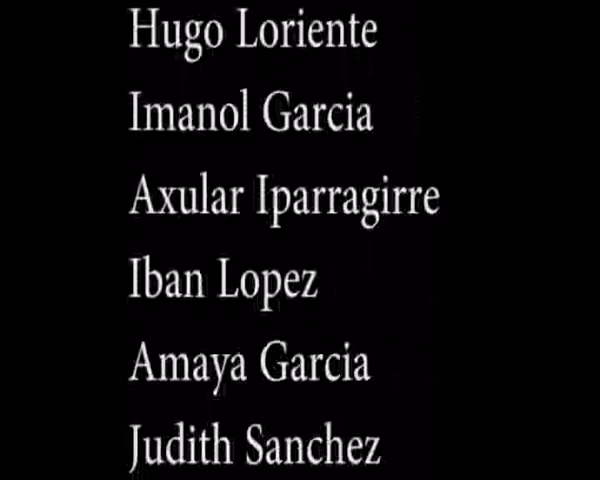 Hugo Loriente
Imanol Garcia
Axular Iparragirre
Iban Lopez
Amaya Garcia
Judith Sanchez